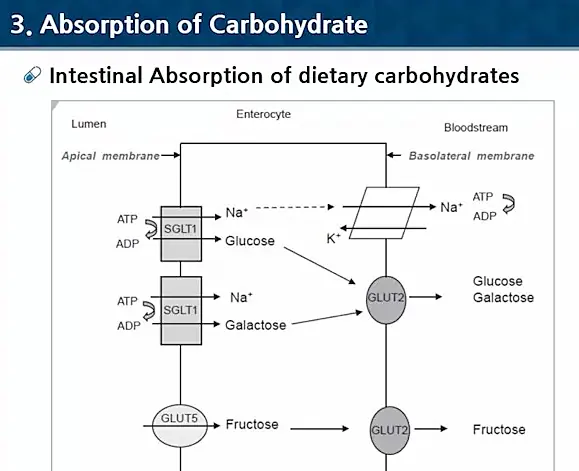 3. Absorption of Carbohydrate
Intestinal Absorption of dietary carbohydrates
Lumen
Enterocyte
Bloodstream
Apical membrane
Basolateral membrane
ATP
ADP
SGLT1
Na⁺
Glucose
Na⁺
K⁺
ATP
ADP
ATP
ADP
SGLT1
Na⁺
Galactose
GLUT2
Glucose
Galactose
GLUT5
Fructose
GLUT2
Fructose